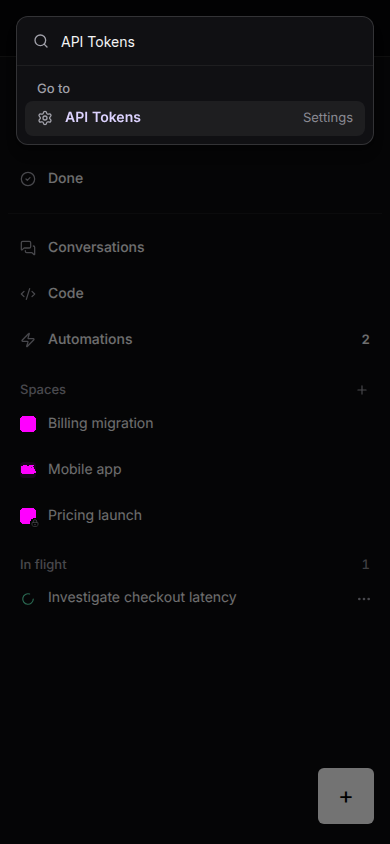 API Tokens
Go to
API Tokens Settings
Done
Conversations
Code
Automations 2
Spaces
Billing migration
Mobile app
Pricing launch
In flight 1
Investigate checkout latency